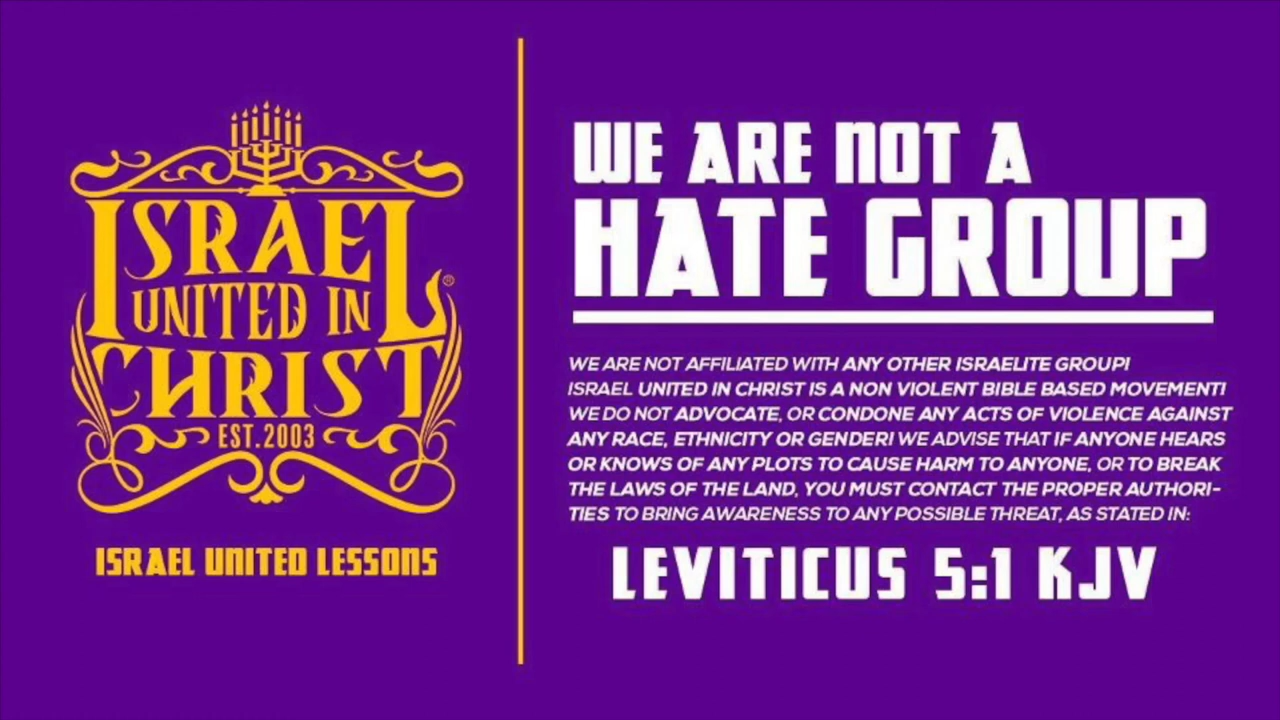 ISRAEL
UNITED IN
CHRIST
EST.2003
ISRAEL UNITED LESSONS
WE ARE NOT A
HATE GROUP
WE ARE NOT AFFILIATED WITH ANY OTHER ISRAELITE GROUP!
ISRAEL UNITED IN CHRIST IS A NON VIOLENT BIBLE BASED MOVEMENT!
WE DO NOT ADVOCATE, OR CONDONE ANY ACTS OF VIOLENCE AGAINST
ANY RACE, ETHNICITY OR GENDER! WE ADVISE THAT IF ANYONE HEARS
OR KNOWS OF ANY PLOTS TO CAUSE HARM TO ANYONE, OR TO BREAK
THE LAWS OF THE LAND, YOU MUST CONTACT THE PROPER AUTHORI-
TIES TO BRING AWARENESS TO ANY POSSIBLE THREAT, AS STATED IN:
LEVITICUS 5:1 KJV